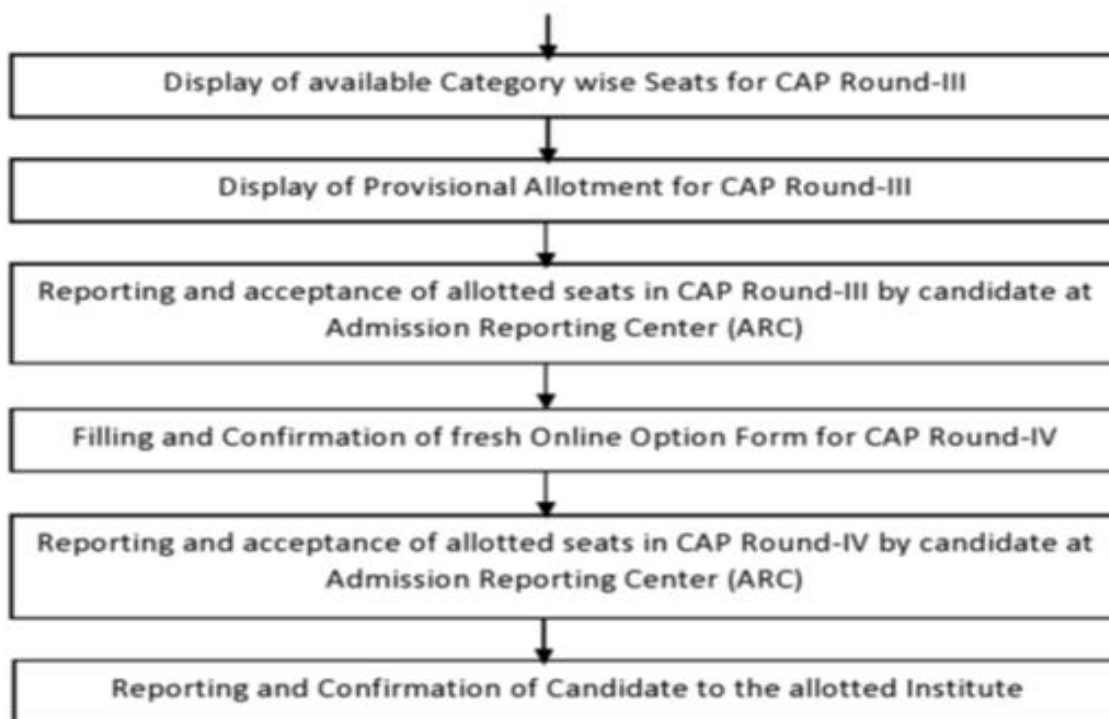 Display of available Category wise Seats for CAP Round-III
Display of Provisional Allotment for CAP Round-III
Reporting and acceptance of allotted seats in CAP Round-III by candidate at
Admission Reporting Center (ARC)
Filling and Confirmation of fresh Online Option Form for CAP Round-IV
Reporting and acceptance of allotted seats in CAP Round-IV by candidate at
Admission Reporting Center (ARC)
Reporting and Confirmation of Candidate to the allotted Institute